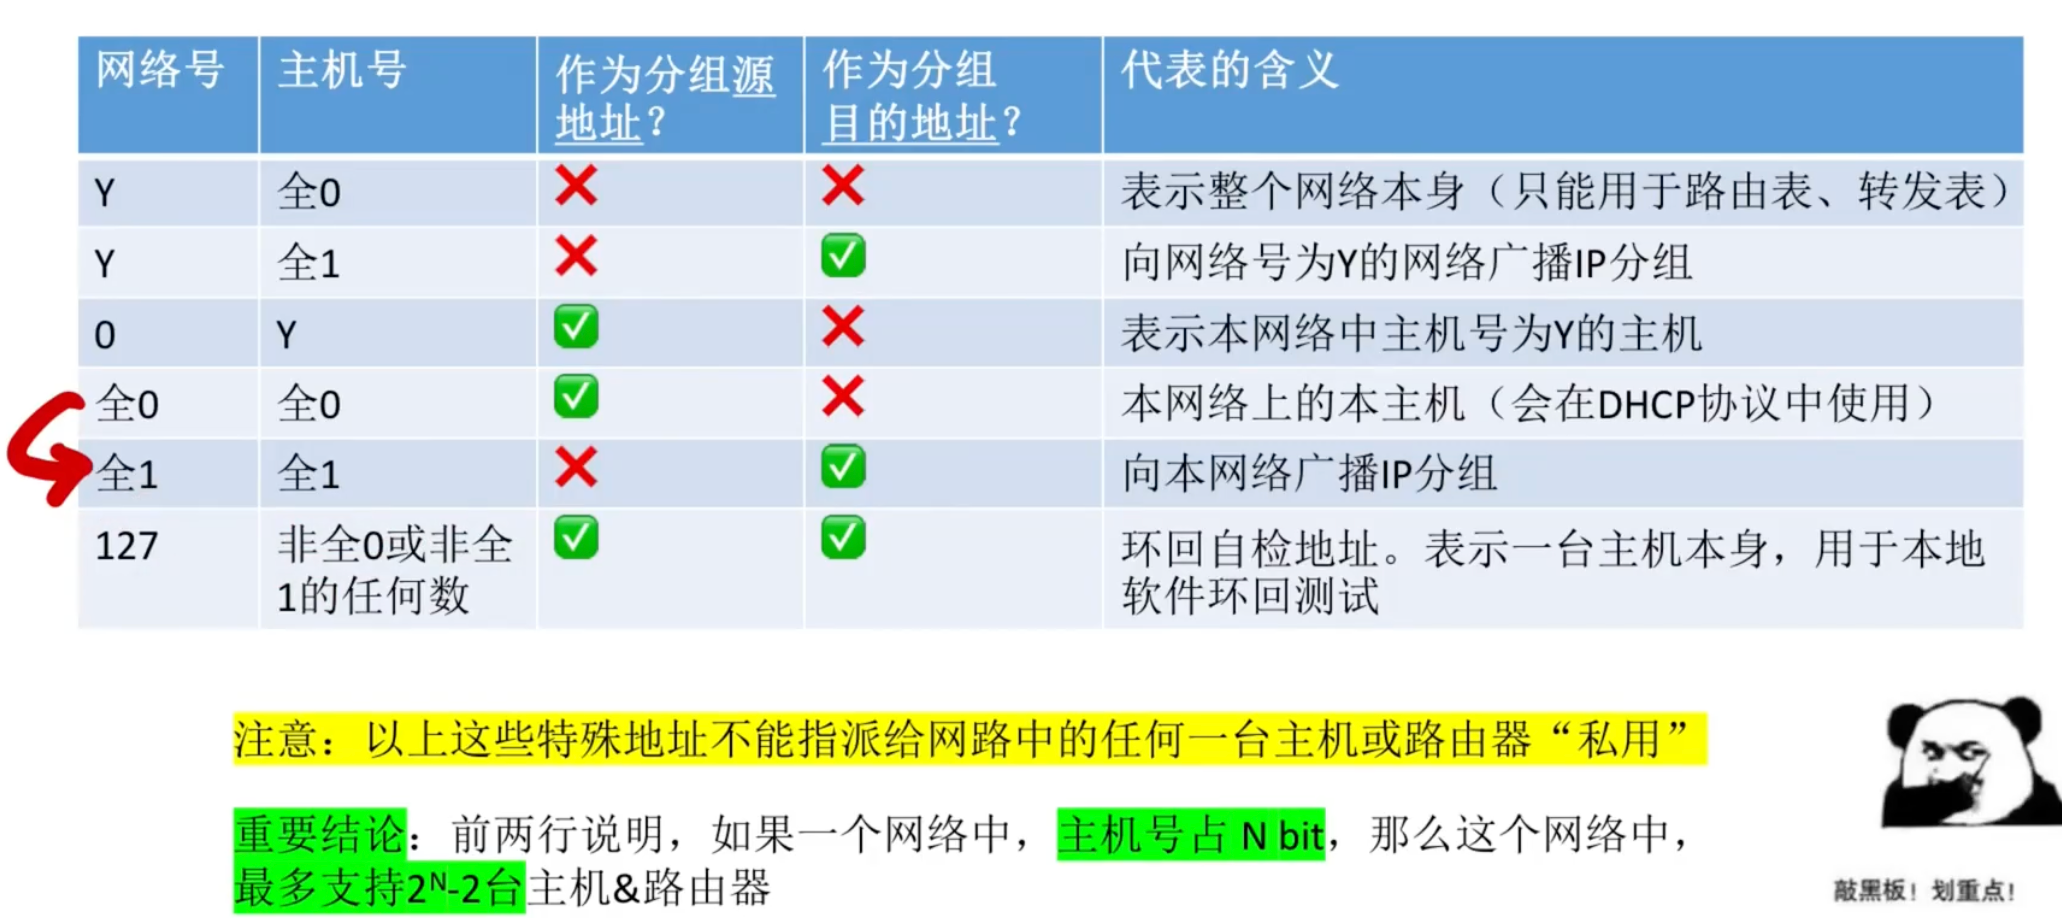 网络号 主机号 作为分组源地址？ 作为分组目的地址？ 代表的含义
Y 全0 ❌ ❌ 表示整个网络本身（只能用于路由表、转发表）
Y 全1 ❌ ✅ 向网络号为Y的网络广播IP分组
0 Y ✅ ❌ 表示本网络中主机号为Y的主机
全0 全0 ✅ ❌ 本网络上的本主机（会在DHCP协议中使用）
全1 全1 ❌ ✅ 向本网络广播IP分组
127 非全0或非全1的任何数 ✅ ✅ 环回自检地址。表示一台主机本身，用于本地软件环回测试
注意：以上这些特殊地址不能指派给网路中的任何一台主机或路由器“私用”
重要结论：前两行说明，如果一个网络中，主机号占 N bit，那么这个网络中，
最多支持2ᴺ-2台主机&路由器
敲黑板！划重点！